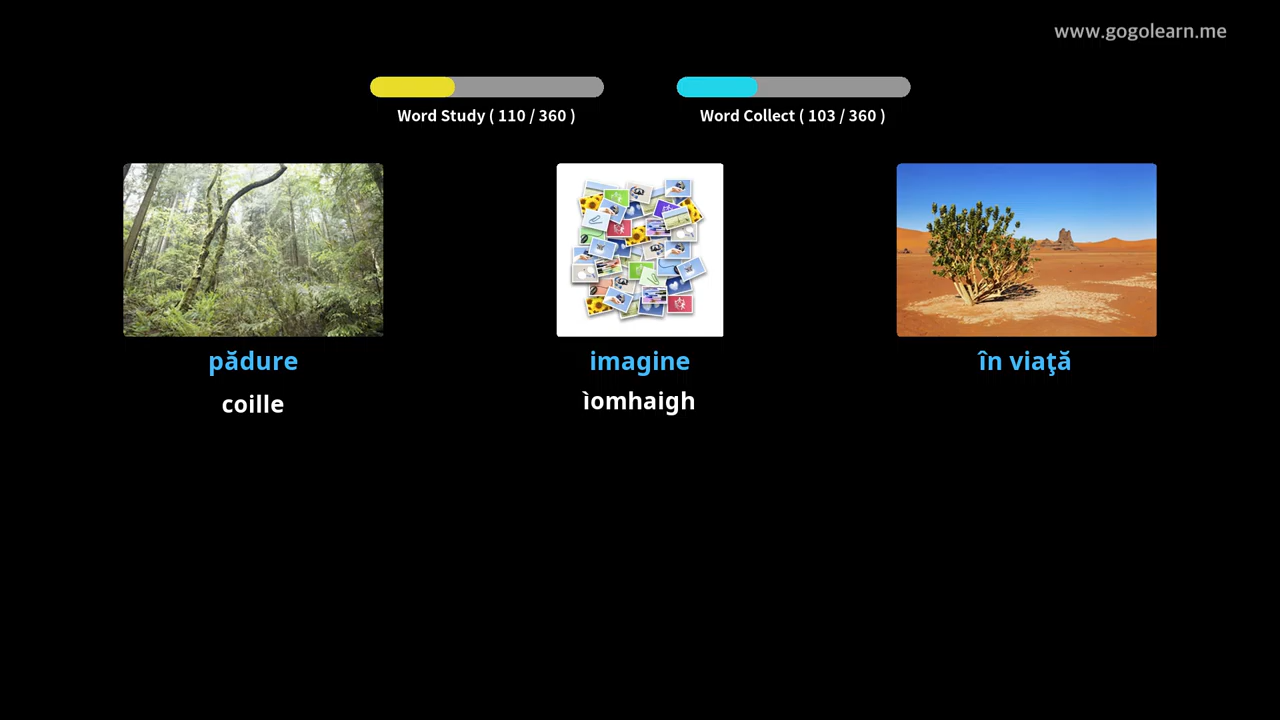 www.gogolearn.me
Word Study ( 110 / 360 )
Word Collect ( 103 / 360 )
pădure
imagine
în viaţă
coille
ìomhaigh